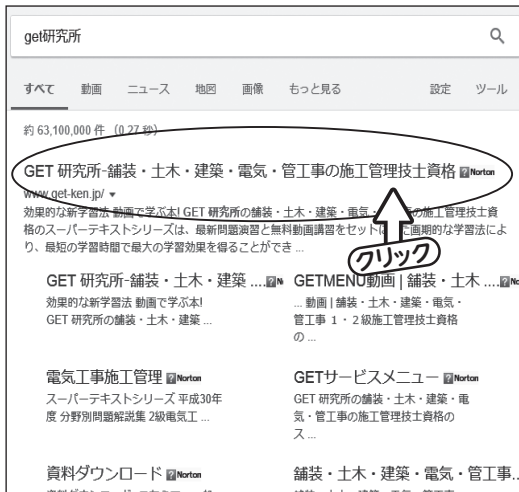 get研究所
すべて 動画 ニュース 地図 画像 もっと見る 設定 ツール
約 63,100,000 件 (0.27 秒)
GET 研究所-舗装・土木・建築・電気・管工事の施工管理技士資格 Norton
www.get-ken.jp/
効果的な新学習法 動画で学ぶ本! GET 研究所の舗装・土木・建築・電気・ の施工管理技士資
格のスーパーテキストシリーズは、最新問題演習と無料動画講習をセットに た画期的な学習法によ
り、最短の学習時間で最大の学習効果を得ることができ ...
クリック
GET 研究所-舗装・土木・建築 ....
効果的な新学習法 動画で学ぶ本!
GET 研究所の舗装・土木・建築 ...
GETMENU動画 | 舗装・土木 ....
... 動画 | 舗装・土木・建築・電気・
管工事 1・2級施工管理技士資格
の ...
電気工事施工管理 Norton
スーパーテキストシリーズ 平成30年
度 分野別問題解説集 2級電気工 ...
GETサービスメニュー Norton
GET 研究所の舗装・土木・建築・電
気・管工事の施工管理技士資格の
ス ...
資料ダウンロード Norton
舗装・土木・建築・電気・管工事...